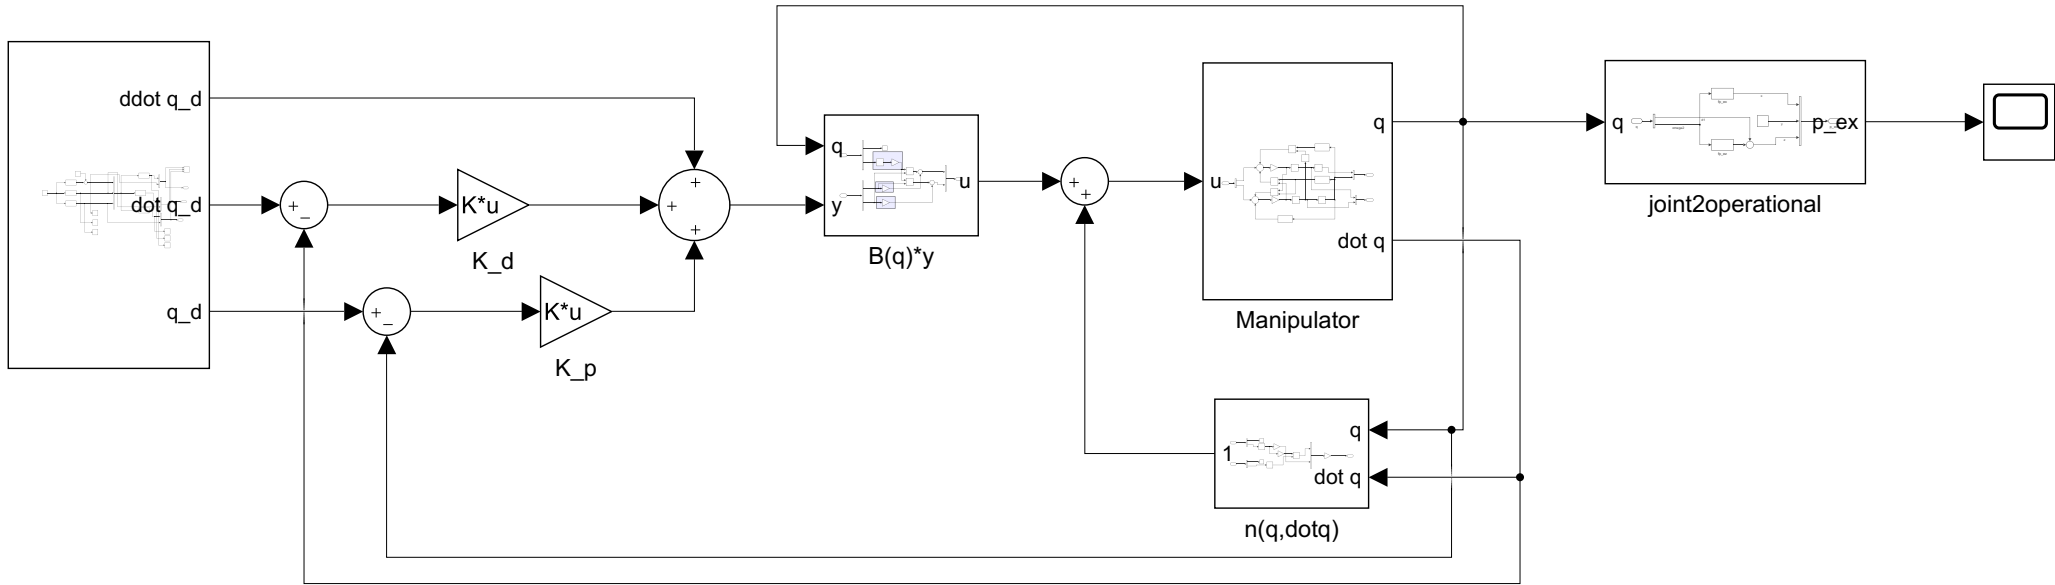 ddot q_d
dot q_d
q_d
+
−
K*u
K_d
+
−
K*u
K_p
+
+
+
q
y
u
B(q)*y
+
+
u
q
dot q
Manipulator
q
dot q
1
n(q,dotq)
q
p_ex
joint2operational